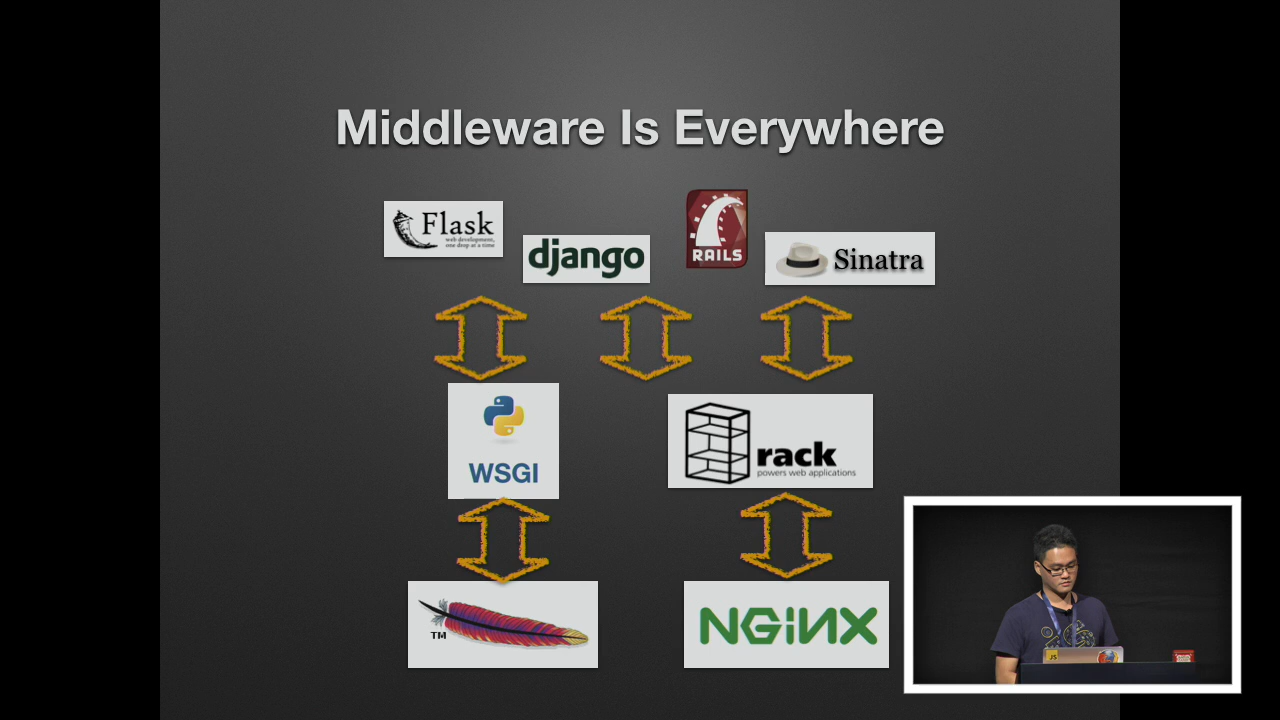 Middleware Is Everywhere
Flask
web development,
one drop at a time
django
RAILS
Sinatra
WSGI
rack
powers web applications
TM
NGiNX
JS